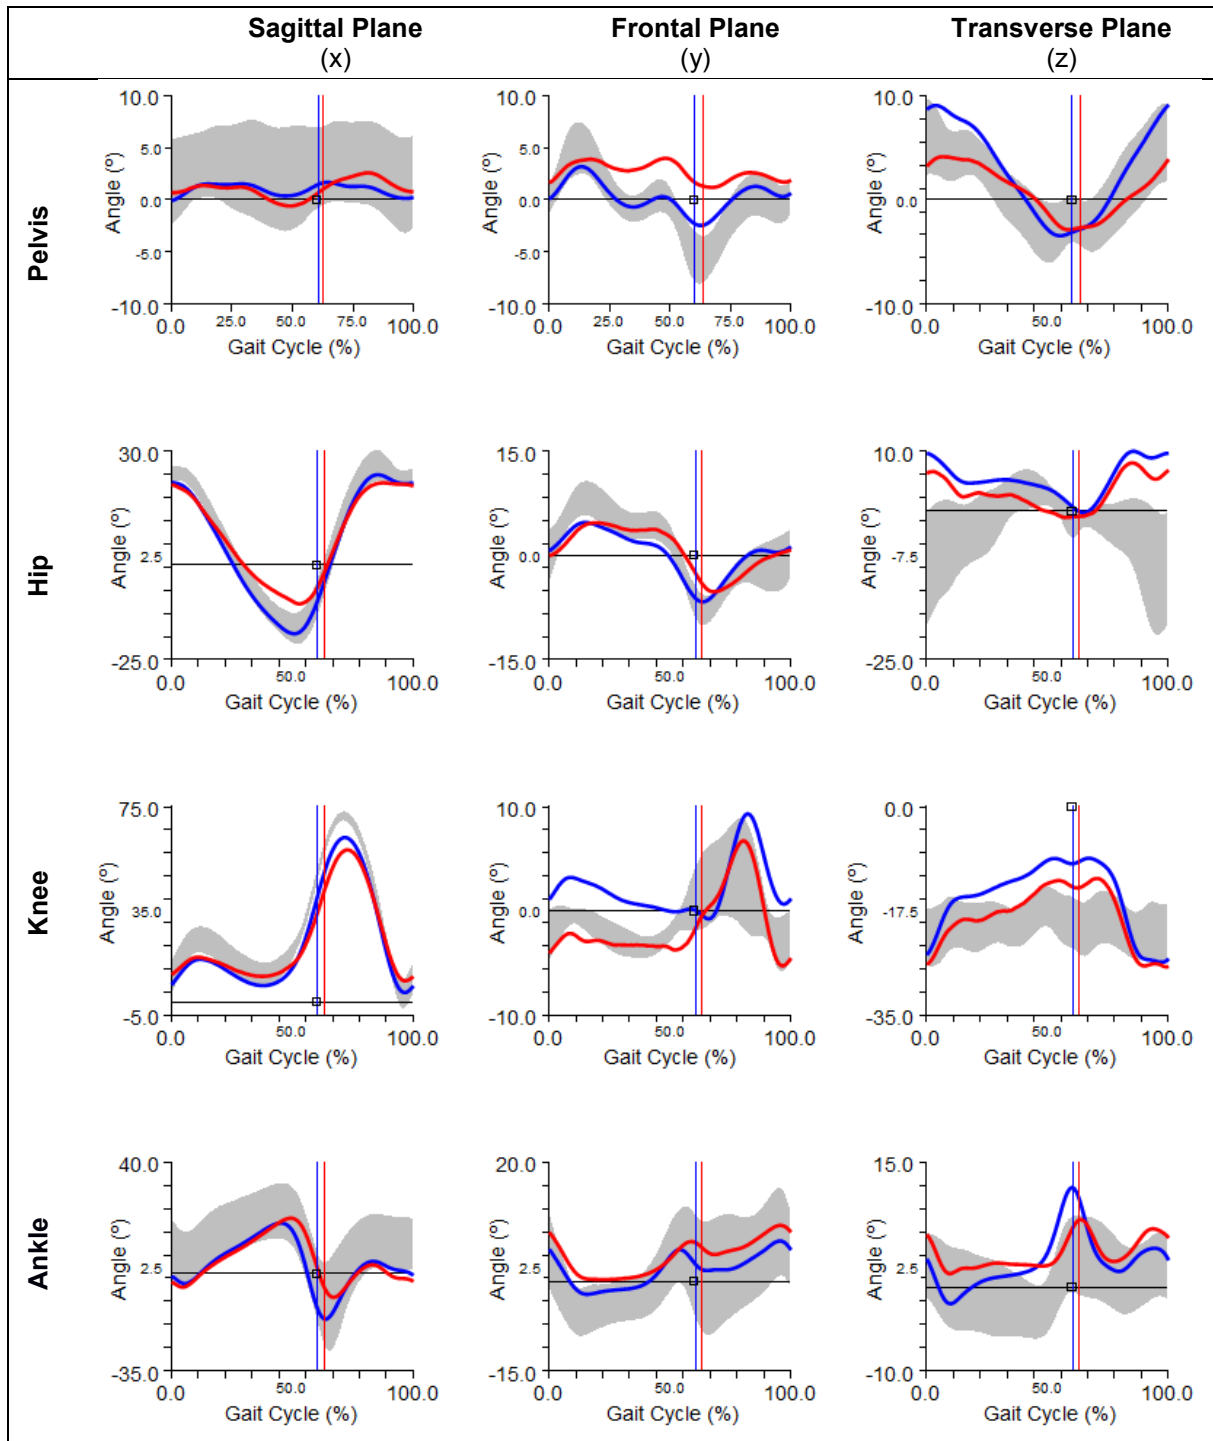 Sagittal Plane
(x)
Frontal Plane
(y)
Transverse Plane
(z)
Pelvis
Angle (º)
10.0
5.0
0.0
-5.0
-10.0
0.0 25.0 50.0 75.0 100.0
Gait Cycle (%)
Angle (º)
10.0
5.0
0.0
-5.0
-10.0
0.0 25.0 50.0 75.0 100.0
Gait Cycle (%)
Angle (º)
10.0
0.0
-10.0
0.0 50.0 100.0
Gait Cycle (%)
Hip
Angle (º)
30.0
2.5
-25.0
0.0 50.0 100.0
Gait Cycle (%)
Angle (º)
15.0
0.0
-15.0
0.0 50.0 100.0
Gait Cycle (%)
Angle (º)
10.0
-7.5
-25.0
0.0 50.0 100.0
Gait Cycle (%)
Knee
Angle (º)
75.0
35.0
-5.0
0.0 50.0 100.0
Gait Cycle (%)
Angle (º)
10.0
0.0
-10.0
0.0 50.0 100.0
Gait Cycle (%)
Angle (º)
0.0
-17.5
-35.0
0.0 50.0 100.0
Gait Cycle (%)
Ankle
Angle (º)
40.0
2.5
-35.0
0.0 50.0 100.0
Gait Cycle (%)
Angle (º)
20.0
2.5
-15.0
0.0 50.0 100.0
Gait Cycle (%)
Angle (º)
15.0
2.5
-10.0
0.0 50.0 100.0
Gait Cycle (%)